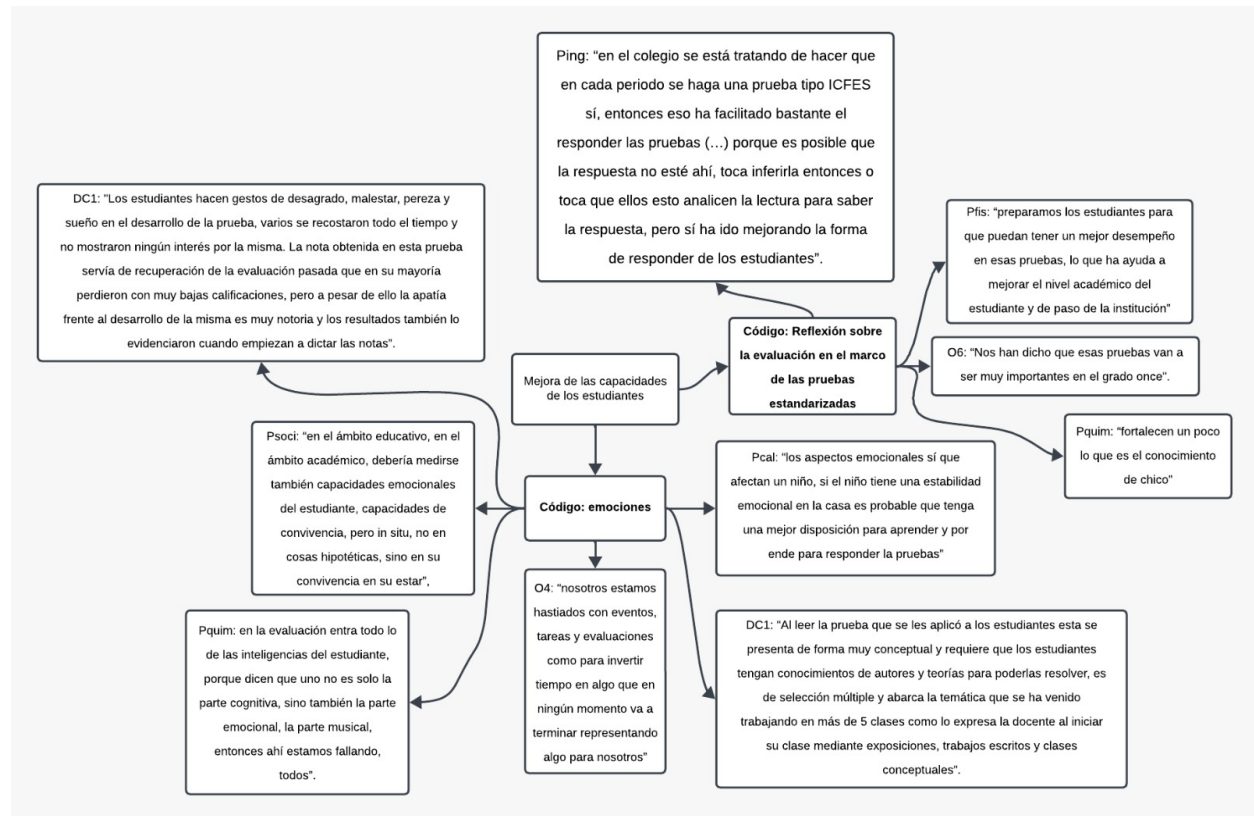 Ping: “en el colegio se está tratando de hacer que
en cada periodo se haga una prueba tipo ICFES
sí, entonces eso ha facilitado bastante el
responder las pruebas (…) porque es posible que
la respuesta no esté ahí, toca inferirla entonces o
toca que ellos esto analicen la lectura para saber
la respuesta, pero sí ha ido mejorando la forma
de responder de los estudiantes”.
DC1: "Los estudiantes hacen gestos de desagrado, malestar, pereza y
sueño en el desarrollo de la prueba, varios se recostaron todo el tiempo y
no mostraron ningún interés por la misma. La nota obtenida en esta prueba
servía de recuperación de la evaluación pasada que en su mayoría
perdieron con muy bajas calificaciones, pero a pesar de ello la apatía
frente al desarrollo de la misma es muy notoria y los resultados también lo
evidenciaron cuando empiezan a dictar las notas”.
Pfis: “preparamos los estudiantes para
que puedan tener un mejor desempeño
en esas pruebas, lo que ha ayuda a
mejorar el nivel académico del
estudiante y de paso de la institución”
Código: Reflexión sobre
la evaluación en el marco
de las pruebas
estandarizadas
O6: “Nos han dicho que esas pruebas van a
ser muy importantes en el grado once”.
Mejora de las capacidades
de los estudiantes
Pquim: “fortalecen un poco
lo que es el conocimiento
de chico”
Psoci: “en el ámbito educativo, en el
ámbito académico, debería medirse
también capacidades emocionales
del estudiante, capacidades de
convivencia, pero in situ, no en
cosas hipotéticas, sino en su
convivencia en su estar”,
Código: emociones
Pcal: “los aspectos emocionales sí que
afectan un niño, si el niño tiene una estabilidad
emocional en la casa es probable que tenga
una mejor disposición para aprender y por
ende para responder la pruebas”
Pquim: en la evaluación entra todo lo
de las inteligencias del estudiante,
porque dicen que uno no es solo la
parte cognitiva, sino también la parte
emocional, la parte musical,
entonces ahí estamos fallando,
todos”.
O4: “nosotros estamos
hastiados con eventos,
tareas y evaluaciones
como para invertir
tiempo en algo que en
ningún momento va a
terminar representando
algo para nosotros”
DC1: “Al leer la prueba que se les aplicó a los estudiantes esta se
presenta de forma muy conceptual y requiere que los estudiantes
tengan conocimientos de autores y teorías para poderlas resolver, es
de selección múltiple y abarca la temática que se ha venido
trabajando en más de 5 clases como lo expresa la docente al iniciar
su clase mediante exposiciones, trabajos escritos y clases
conceptuales”.